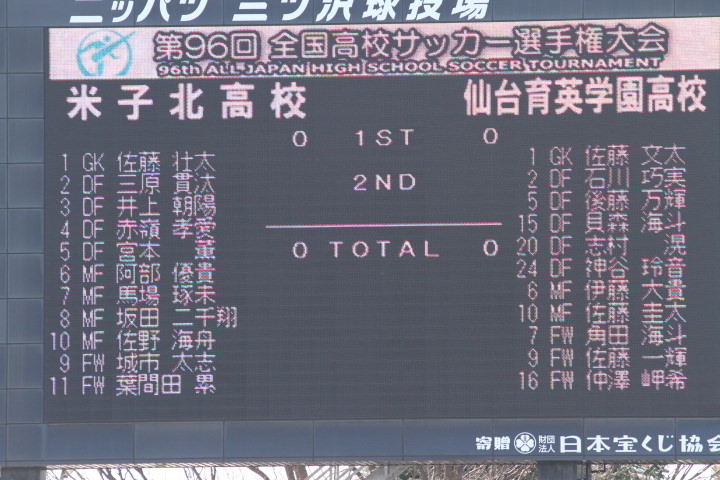 ニッパツ 三ツ沢球技場
第96回 全国高校サッカー選手権大会
96th ALL JAPAN HIGH SCHOOL SOCCER TOURNAMENT
米子北高校 仙台育英学園高校
0 1ST 0
2ND
0 TOTAL 0
1 GK 佐藤 壮太
2 DF 三原 貫汰
3 DF 井上 朝陽
4 DF 赤嶺 孝愛
5 DF 宮本 薫
6 MF 阿部 優貴
7 MF 馬場 琢未
8 MF 坂田 二千翔
10 MF 佐野 海舟
9 FW 城市 太志
11 FW 葉間田 累
1 GK 佐藤 文太
2 DF 石川 巧実
5 DF 後藤 万輝
15 DF 貝森 海斗
20 DF 志村 滉
24 DF 神谷 玲音
6 MF 伊藤 大貴
10 MF 佐藤 圭太
7 FW 角田 海斗
9 FW 佐藤 一輝
16 FW 仲澤 岬希
寄贈 財団法人 日本宝くじ協会